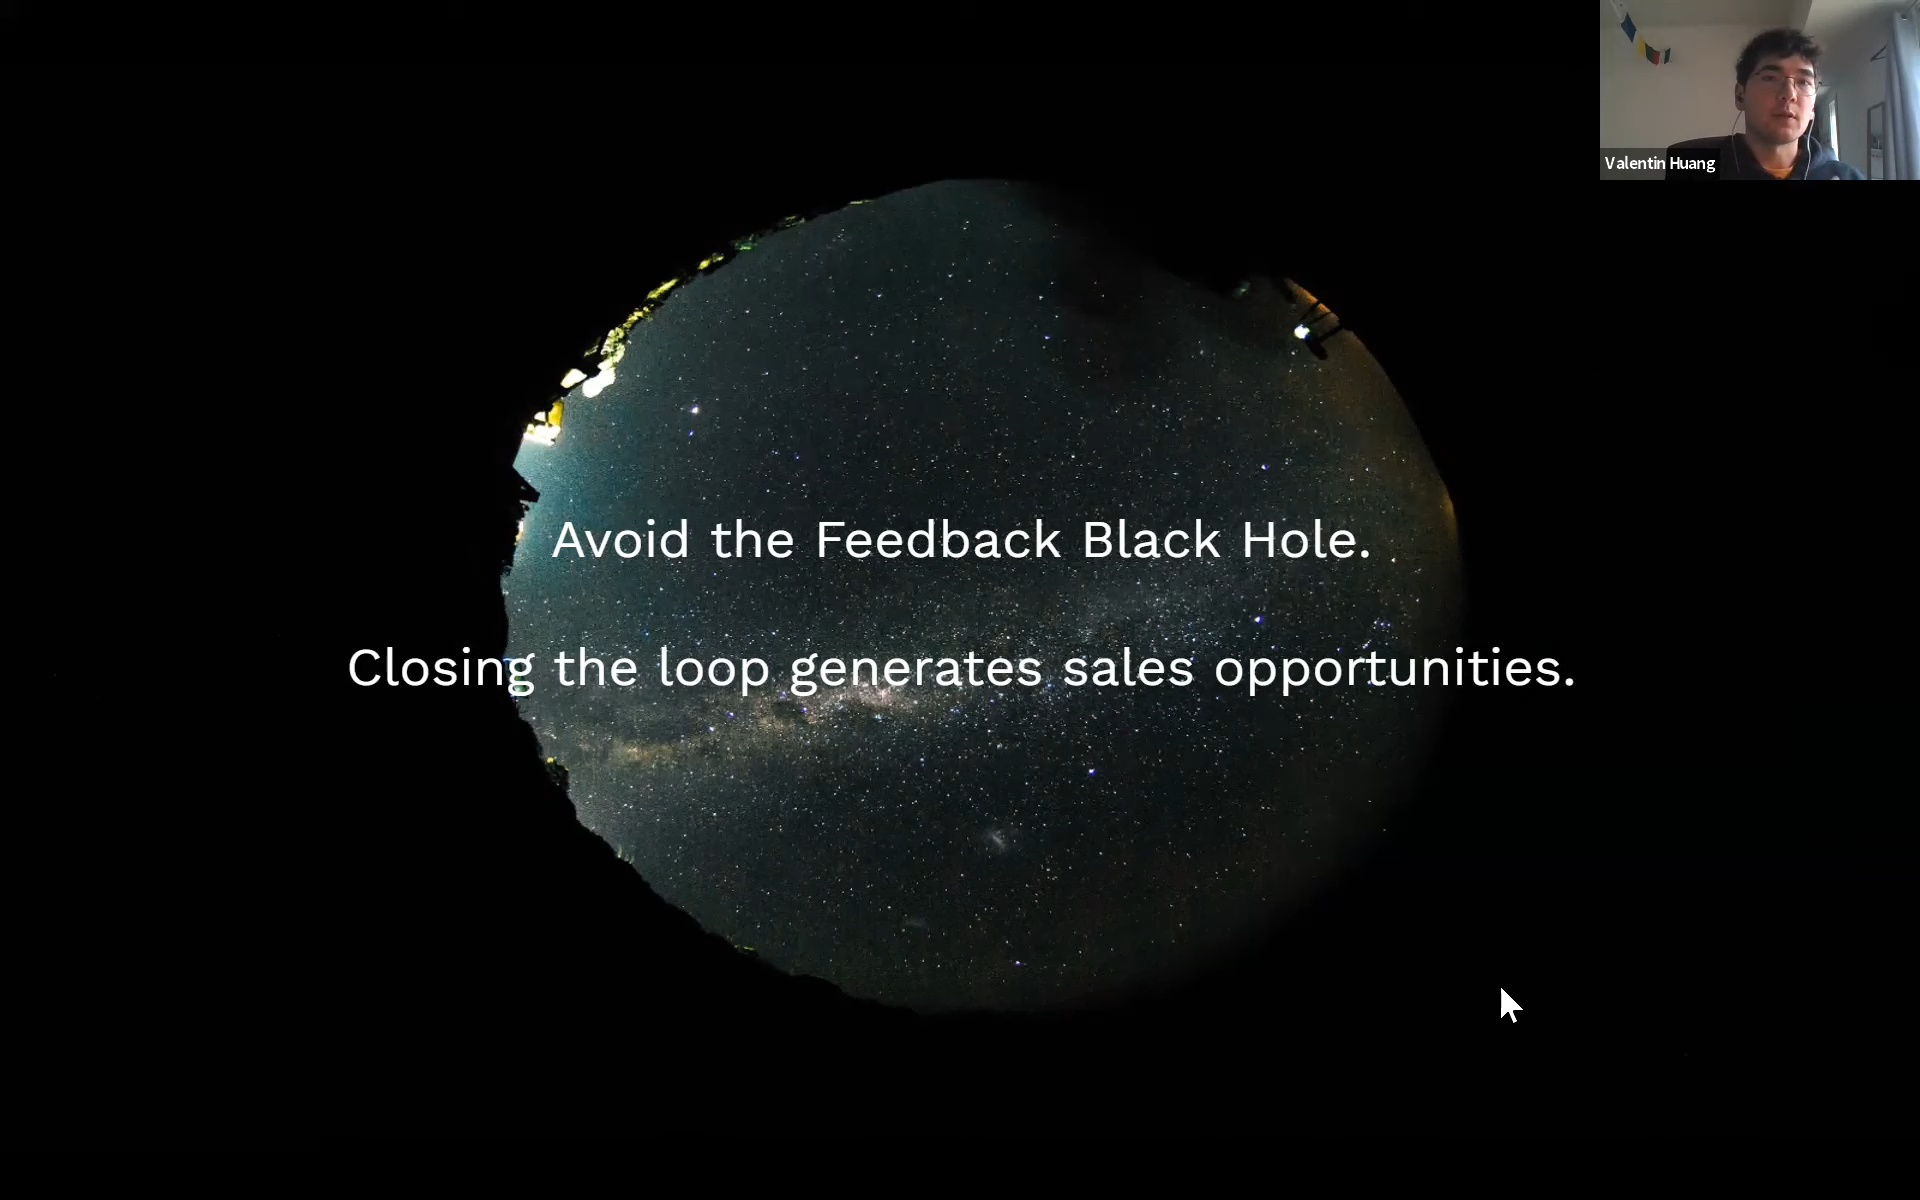 Valentin Huang
Avoid the Feedback Black Hole.
Closing the loop generates sales opportunities.